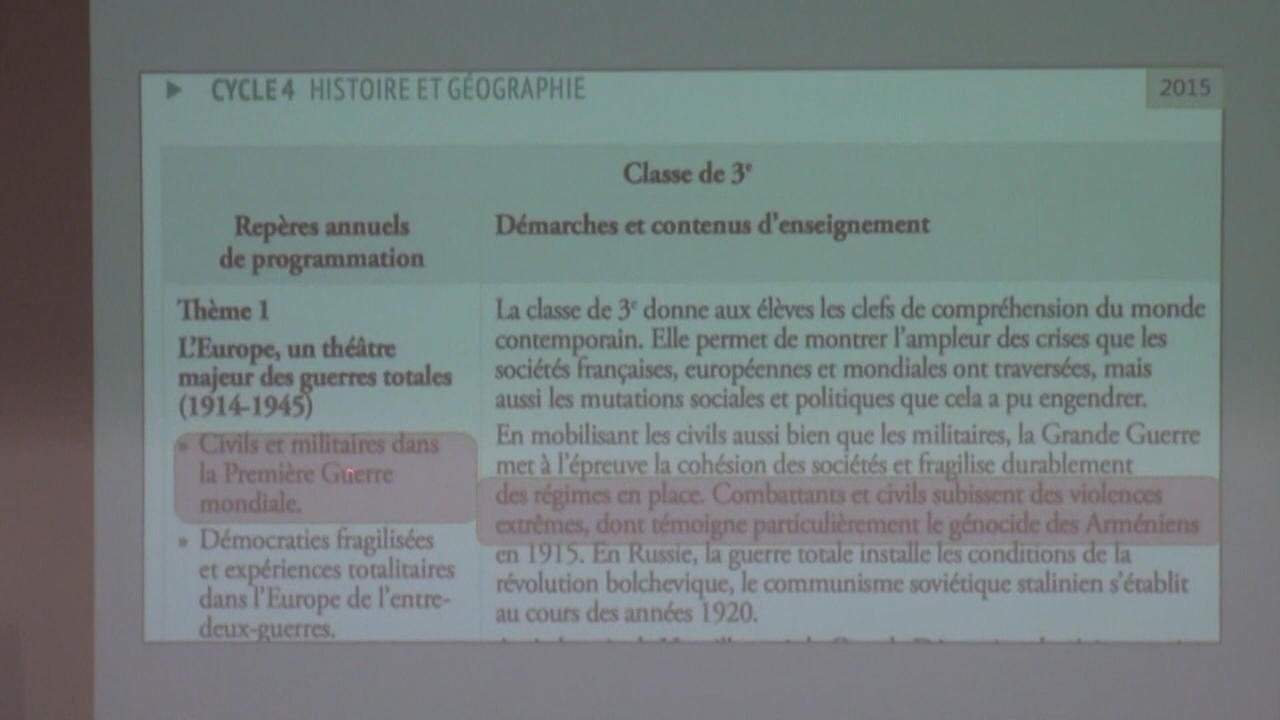 ► CYCLE 4 HISTOIRE ET GÉOGRAPHIE
2015
Classe de 3e
Repères annuels
de programmation
Démarches et contenus d'enseignement
Thème 1
L'Europe, un théâtre
majeur des guerres totales
(1914-1945)
» Civils et militaires dans
la Première Guerre
mondiale.
» Démocraties fragilisées
et expériences totalitaires
dans l'Europe de l'entre-
deux-guerres.
La classe de 3e donne aux élèves les clefs de compréhension du monde
contemporain. Elle permet de montrer l'ampleur des crises que les
sociétés françaises, européennes et mondiales ont traversées, mais
aussi les mutations sociales et politiques que cela a pu engendrer.
En mobilisant les civils aussi bien que les militaires, la Grande Guerre
met à l'épreuve la cohésion des sociétés et fragilise durablement
des régimes en place. Combattants et civils subissent des violences
extrêmes, dont témoigne particulièrement le génocide des Arméniens
en 1915. En Russie, la guerre totale installe les conditions de la
révolution bolchevique, le communisme soviétique stalinien s'établit
au cours des années 1920.